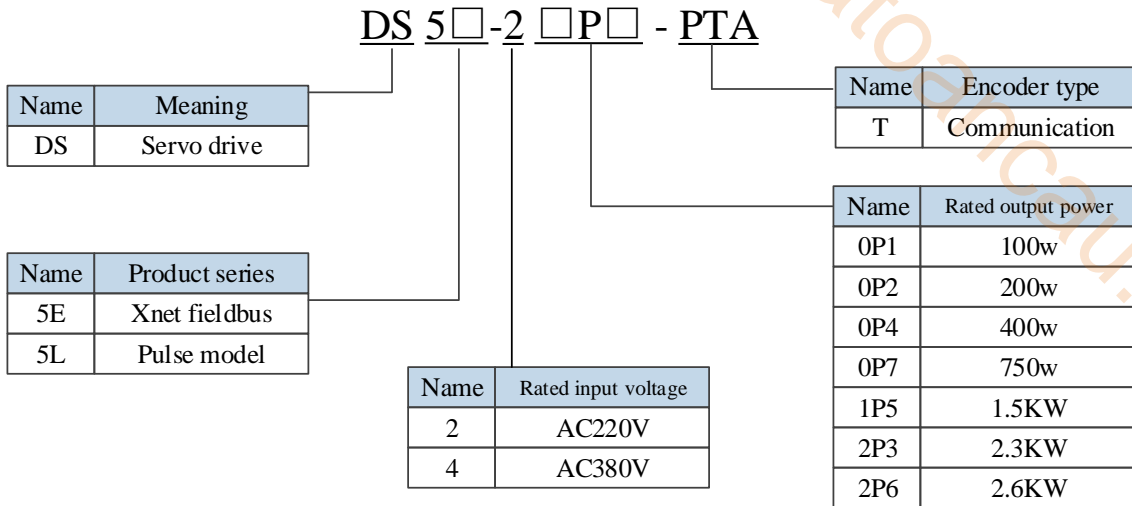 DS 5□-2 □P□ - PTA
Name Meaning
DS Servo drive
Name Product series
5E Xnet fieldbus
5L Pulse model
Name Rated input voltage
2 AC220V
4 AC380V
Name Encoder type
T Communication
Name Rated output power
0P1 100w
0P2 200w
0P4 400w
0P7 750w
1P5 1.5KW
2P3 2.3KW
2P6 2.6KW
atoancau.